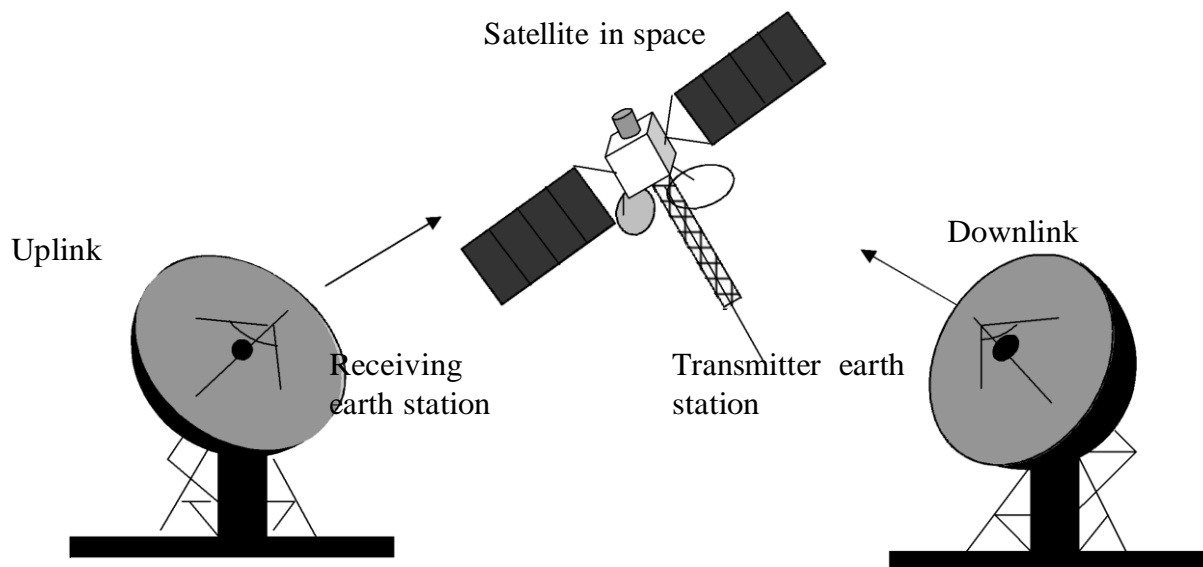 Satellite in space
Uplink
Downlink
Receiving
earth station
Transmitter earth
station